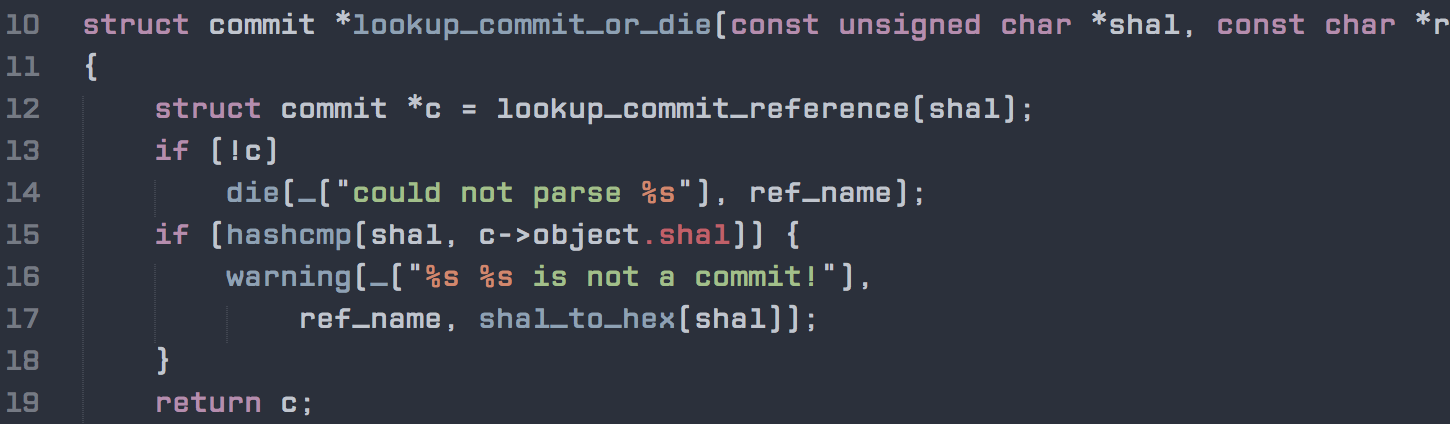 10 struct commit *lookup_commit_or_die(const unsigned char *sha1, const char *r
11 {
12 struct commit *c = lookup_commit_reference(sha1);
13 if (!c)
14 die(_("could not parse %s"), ref_name);
15 if (hashcmp(sha1, c->object.sha1)) {
16 warning(_("%s %s is not a commit!"),
17 ref_name, sha1_to_hex(sha1));
18 }
19 return c;